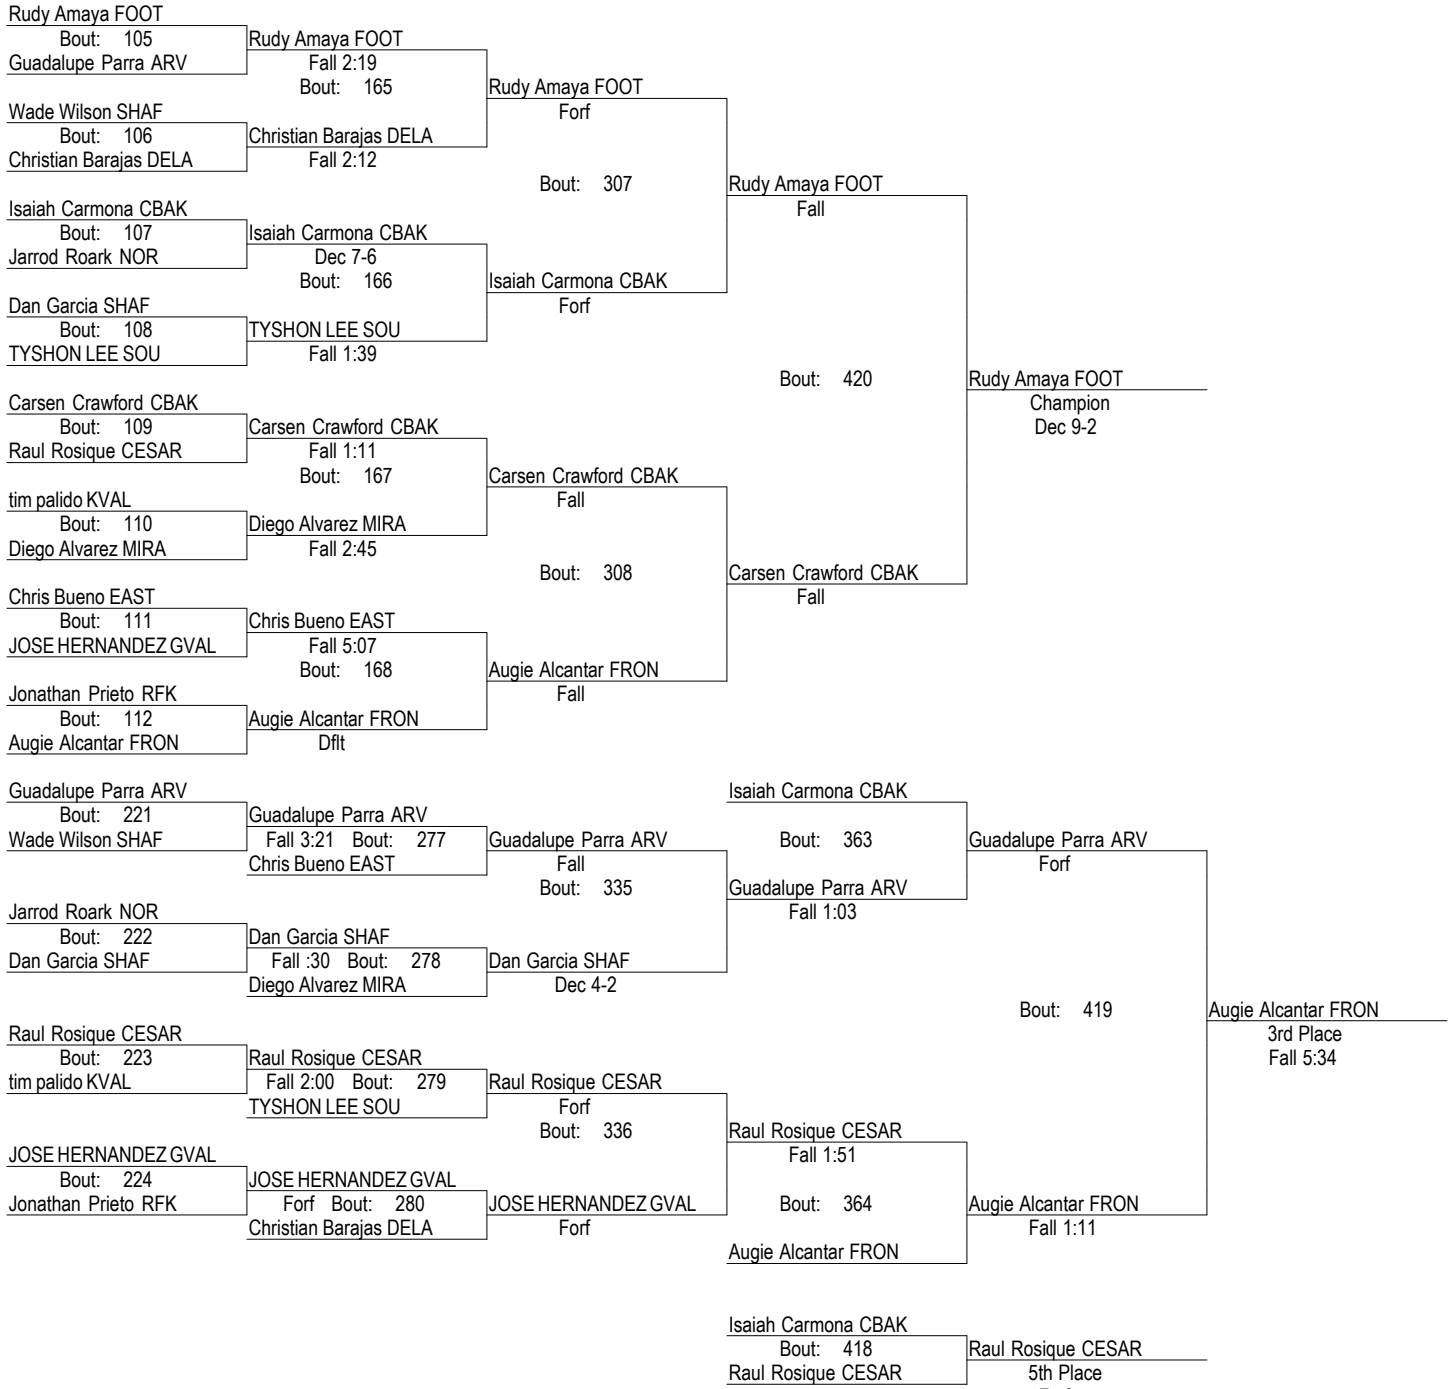 Rudy Amaya FOOT
Bout: 105
Rudy Amaya FOOT
Guadalupe Parra ARV
Fall 2:19
Bout: 165
Rudy Amaya FOOT
Wade Wilson SHAF
Forf
Bout: 106
Christian Barajas DELA
Christian Barajas DELA
Fall 2:12
Bout: 307
Rudy Amaya FOOT
Isaiah Carmona CBAK
Fall
Bout: 107
Isaiah Carmona CBAK
Jarrod Roark NOR
Dec 7-6
Bout: 166
Isaiah Carmona CBAK
Dan Garcia SHAF
Forf
Bout: 108
TYSHON LEE SOU
TYSHON LEE SOU
Fall 1:39
Bout: 420
Rudy Amaya FOOT
Carsen Crawford CBAK
Champion
Bout: 109
Carsen Crawford CBAK
Dec 9-2
Raul Rosique CESAR
Fall 1:11
Bout: 167
Carsen Crawford CBAK
tim palido KVAL
Fall
Bout: 110
Diego Alvarez MIRA
Diego Alvarez MIRA
Fall 2:45
Bout: 308
Carsen Crawford CBAK
Chris Bueno EAST
Fall
Bout: 111
Chris Bueno EAST
JOSE HERNANDEZ GVAL
Fall 5:07
Bout: 168
Augie Alcantar FRON
Jonathan Prieto RFK
Fall
Bout: 112
Augie Alcantar FRON
Augie Alcantar FRON
Dflt
Guadalupe Parra ARV
Isaiah Carmona CBAK
Bout: 221
Guadalupe Parra ARV
Wade Wilson SHAF
Fall 3:21 Bout: 277
Guadalupe Parra ARV
Bout: 363
Guadalupe Parra ARV
Chris Bueno EAST
Fall
Forf
Bout: 335
Guadalupe Parra ARV
Jarrod Roark NOR
Fall 1:03
Bout: 222
Dan Garcia SHAF
Dan Garcia SHAF
Fall :30 Bout: 278
Dan Garcia SHAF
Diego Alvarez MIRA
Dec 4-2
Bout: 419
Augie Alcantar FRON
Raul Rosique CESAR
3rd Place
Bout: 223
Raul Rosique CESAR
Fall 5:34
tim palido KVAL
Fall 2:00 Bout: 279
Raul Rosique CESAR
TYSHON LEE SOU
Forf
Bout: 336
Raul Rosique CESAR
JOSE HERNANDEZ GVAL
Fall 1:51
Bout: 224
JOSE HERNANDEZ GVAL
Jonathan Prieto RFK
Forf Bout: 280
JOSE HERNANDEZ GVAL
Bout: 364
Augie Alcantar FRON
Christian Barajas DELA
Forf
Fall 1:11
Augie Alcantar FRON
Isaiah Carmona CBAK
Bout: 418
Raul Rosique CESAR
Raul Rosique CESAR
5th Place